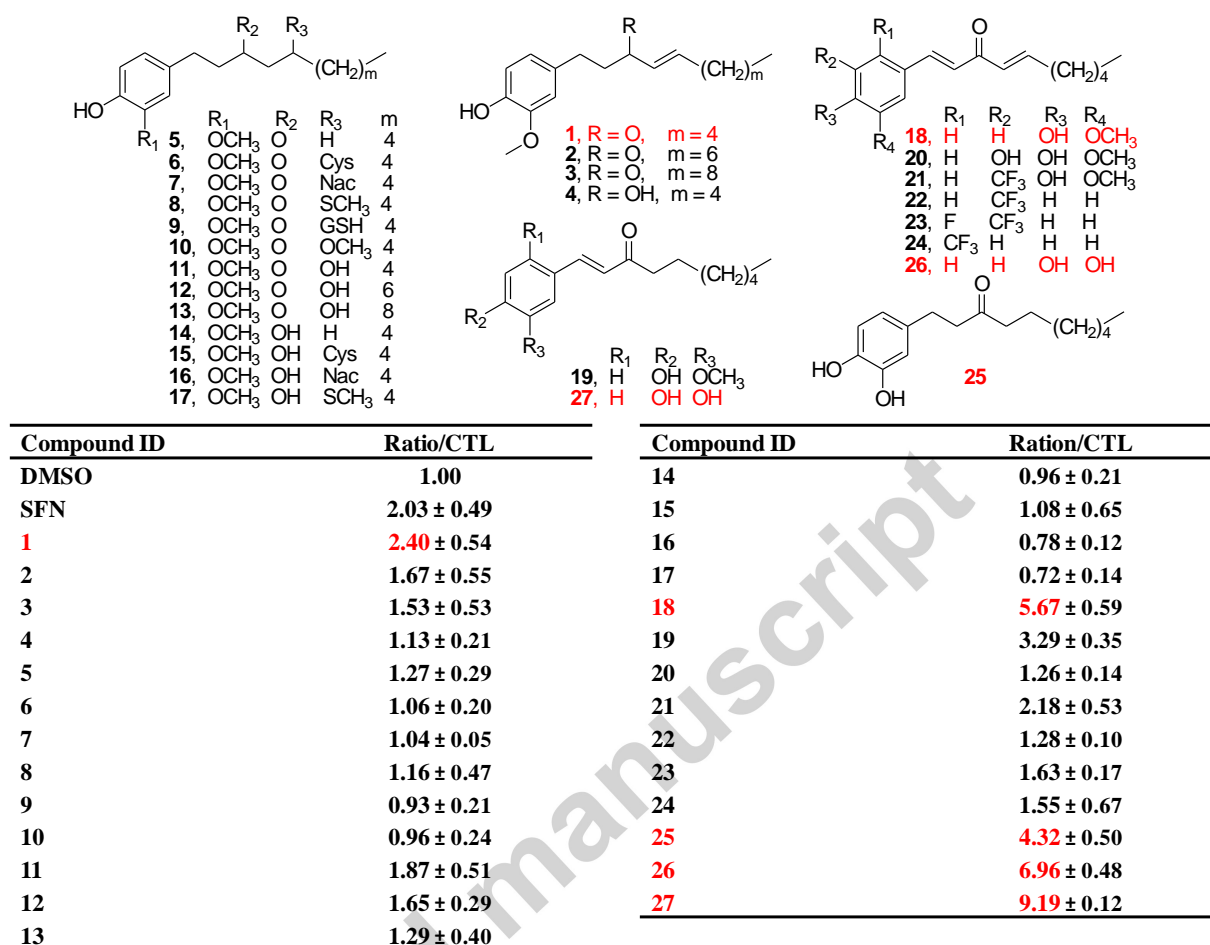 R2 R3
(CH2)m
HO
R1
R1 R2 R3 m
5, OCH3 O H 4
6, OCH3 O Cys 4
7, OCH3 O Nac 4
8, OCH3 O SCH3 4
9, OCH3 O GSH 4
10, OCH3 O OCH3 4
11, OCH3 O OH 4
12, OCH3 O OH 6
13, OCH3 O OH 8
14, OCH3 OH H 4
15, OCH3 OH Cys 4
16, OCH3 OH Nac 4
17, OCH3 OH SCH3 4
R
(CH2)m
HO
O
1, R = O, m = 4
2, R = O, m = 6
3, R = O, m = 8
4, R = OH, m = 4
R1 O
R2 (CH2)4
R3
R4
R1 R2 R3 R4
18, H H OH OCH3
20, H OH OH OCH3
21, H CF3 OH OCH3
22, H CF3 H H
23, F CF3 H H
24, CF3 H H H
26, H H OH OH
R1 O
(CH2)4
R2
R3
R1 R2 R3
19, H OH OCH3
27, H OH OH
O
(CH2)4
HO
OH
25
Compound ID Ratio/CTL
DMSO 1.00
SFN 2.03 ± 0.49
1 2.40 ± 0.54
2 1.67 ± 0.55
3 1.53 ± 0.53
4 1.13 ± 0.21
5 1.27 ± 0.29
6 1.06 ± 0.20
7 1.04 ± 0.05
8 1.16 ± 0.47
9 0.93 ± 0.21
10 0.96 ± 0.24
11 1.87 ± 0.51
12 1.65 ± 0.29
13 1.29 ± 0.40
Compound ID Ration/CTL
14 0.96 ± 0.21
15 1.08 ± 0.65
16 0.78 ± 0.12
17 0.72 ± 0.14
18 5.67 ± 0.59
19 3.29 ± 0.35
20 1.26 ± 0.14
21 2.18 ± 0.53
22 1.28 ± 0.10
23 1.63 ± 0.17
24 1.55 ± 0.67
25 4.32 ± 0.50
26 6.96 ± 0.48
27 9.19 ± 0.12
manuscript